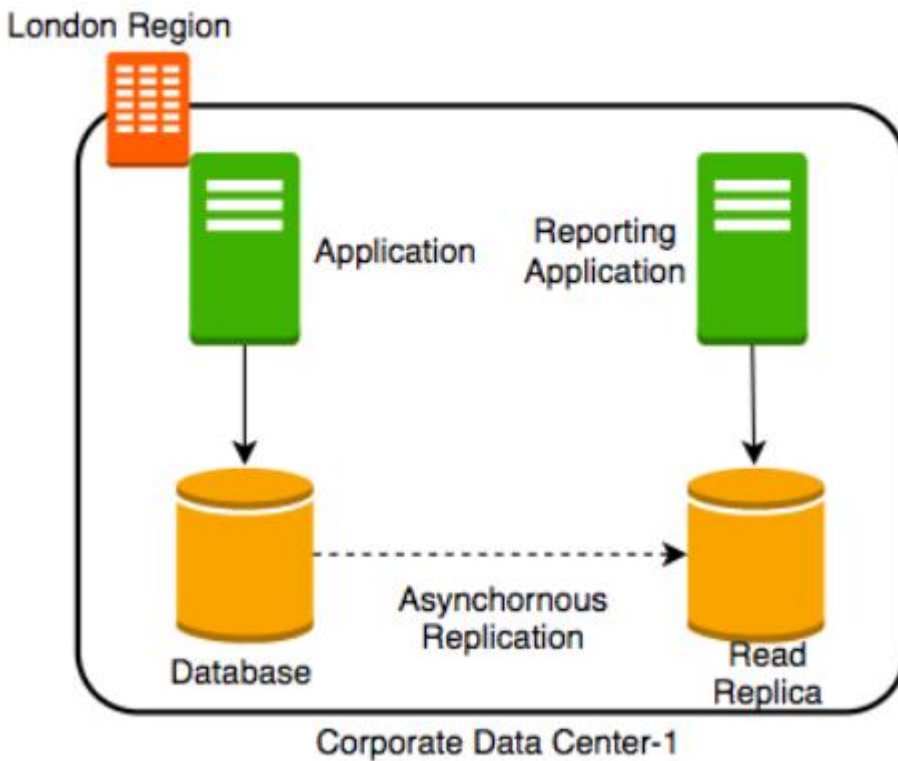 London Region
Application
Reporting
Application
Asynchornous
Replication
Database
Read
Replica
Corporate Data Center-1